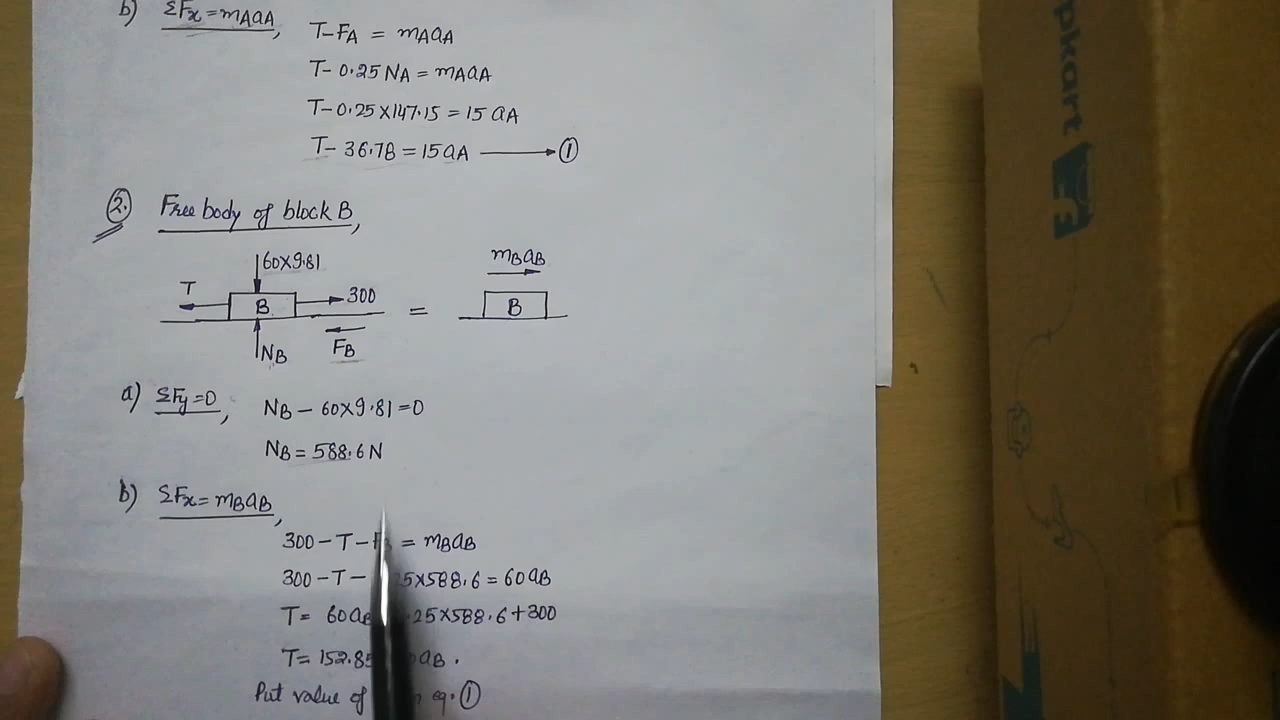 b) ΣFx = mAaA,
T-FA = mAaA
T- 0.25 NA = mAaA
T-0.25×147.15 = 15 aA
T- 36.78 = 15aA → ①
②. Free body of block B,
60×9.81
mBaB
T
B
300
=
B
NB
FB
a) ΣFy=0, NB - 60×9.81=0
NB = 588.6 N
b) ΣFx = mBaB,
300 - T - = mBaB
300 - T - ×588.6 = 60aB
T= ×588.6 + 300
T= aB.
Put value of eq. ①
pkart